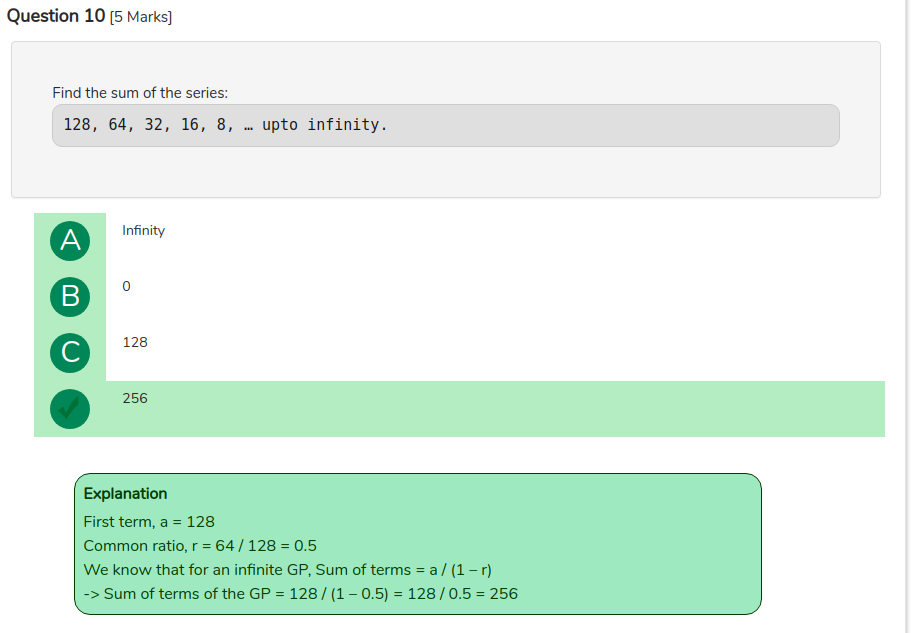 Question 10 [5 Marks]
Find the sum of the series:
128, 64, 32, 16, 8, … upto infinity.
A Infinity
B 0
C 128
256
Explanation
First term, a = 128
Common ratio, r = 64 / 128 = 0.5
We know that for an infinite GP, Sum of terms = a / (1 – r)
-> Sum of terms of the GP = 128 / (1 – 0.5) = 128 / 0.5 = 256